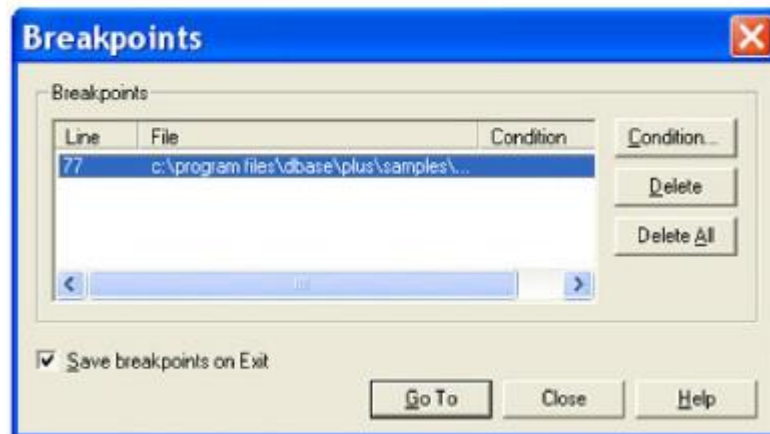 Breakpoints
Breakpoints
Line File Condition
77 c:\program files\dbase\plus\samples\...
Condition...
Delete
Delete All
Save breakpoints on Exit
Go To Close Help